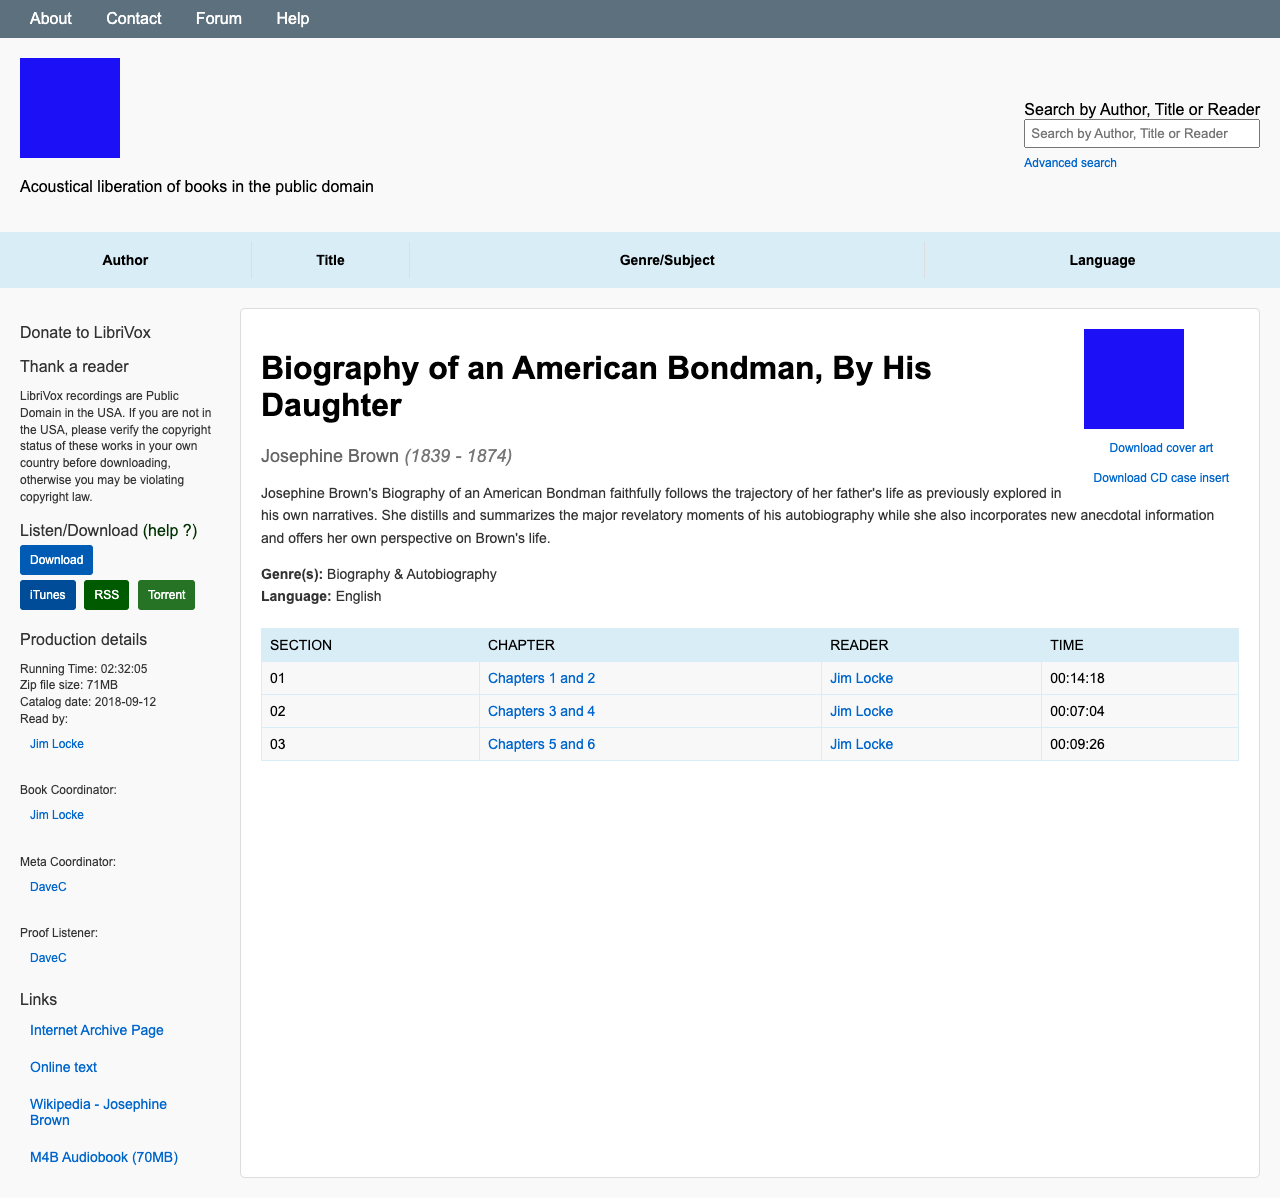 About Contact Forum Help
Acoustical liberation of books in the public domain
Search by Author, Title or Reader
Search by Author, Title or Reader
Advanced search
Author Title Genre/Subject Language
Donate to LibriVox
Thank a reader
LibriVox recordings are Public
Domain in the USA. If you are not in
the USA, please verify the copyright
status of these works in your own
country before downloading,
otherwise you may be violating
copyright law.
Listen/Download (help ?)
Download
iTunes RSS Torrent
Production details
Running Time: 02:32:05
Zip file size: 71MB
Catalog date: 2018-09-12
Read by:
Jim Locke
Book Coordinator:
Jim Locke
Meta Coordinator:
DaveC
Proof Listener:
DaveC
Links
Internet Archive Page
Online text
Wikipedia - Josephine
Brown
M4B Audiobook (70MB)
Biography of an American Bondman, By His
Daughter
Download cover art
Download CD case insert
Josephine Brown (1839 - 1874)
Josephine Brown's Biography of an American Bondman faithfully follows the trajectory of her father's life as previously explored in
his own narratives. She distills and summarizes the major revelatory moments of his autobiography while she also incorporates new anecdotal information
and offers her own perspective on Brown's life.
Genre(s): Biography & Autobiography
Language: English
SECTION CHAPTER READER TIME
01 Chapters 1 and 2 Jim Locke 00:14:18
02 Chapters 3 and 4 Jim Locke 00:07:04
03 Chapters 5 and 6 Jim Locke 00:09:26